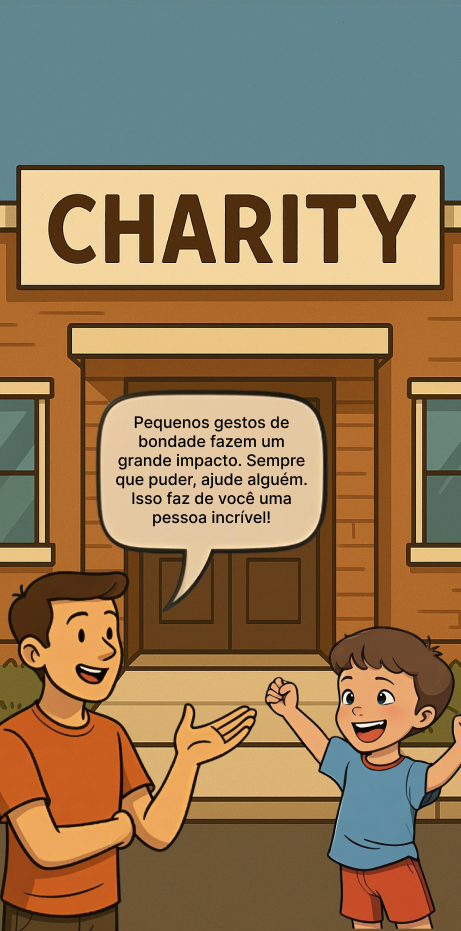 CHARITY
Pequenos gestos de
bondade fazem um
grande impacto. Sempre
que puder, ajude alguém.
Isso faz de você uma
pessoa incrível!